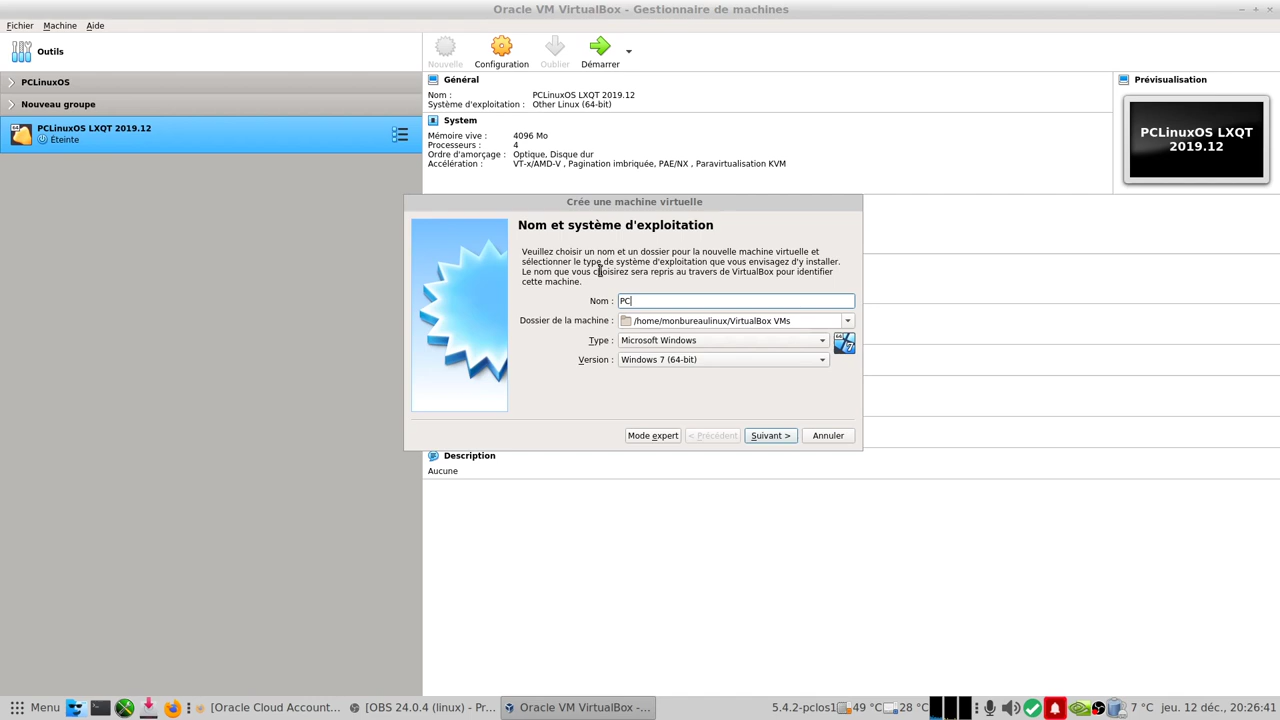 Oracle VM VirtualBox - Gestionnaire de machines
Fichier Machine Aide
Outils
Nouvelle Configuration Oublier Démarrer
PCLinuxOS
Nouveau groupe
PCLinuxOS LXQT 2019.12
Éteinte
Général
Nom : PCLinuxOS LXQT 2019.12
Système d'exploitation : Other Linux (64-bit)
System
Mémoire vive : 4096 Mo
Processeurs : 4
Ordre d'amorçage : Optique, Disque dur
Accélération : VT-x/AMD-V , Pagination imbriquée, PAE/NX , Paravirtualisation KVM
Prévisualisation
PCLinuxOS LXQT
2019.12
Crée une machine virtuelle
Nom et système d'exploitation
Veuillez choisir un nom et un dossier pour la nouvelle machine virtuelle et
sélectionner le type de système d'exploitation que vous envisagez d'y installer.
Le nom que vous choisirez sera repris au travers de VirtualBox pour identifier
cette machine.
Nom : PC
Dossier de la machine : /home/monbureaulinux/VirtualBox VMs
Type : Microsoft Windows
Version : Windows 7 (64-bit)
Mode expert < Précédent Suivant > Annuler
Description
Aucune
Menu [Oracle Cloud Account... [OBS 24.0.4 (linux) - Pr... Oracle VM VirtualBox -... 5.4.2-pclos1 49 °C 28 °C 7 °C jeu. 12 déc., 20:26:41